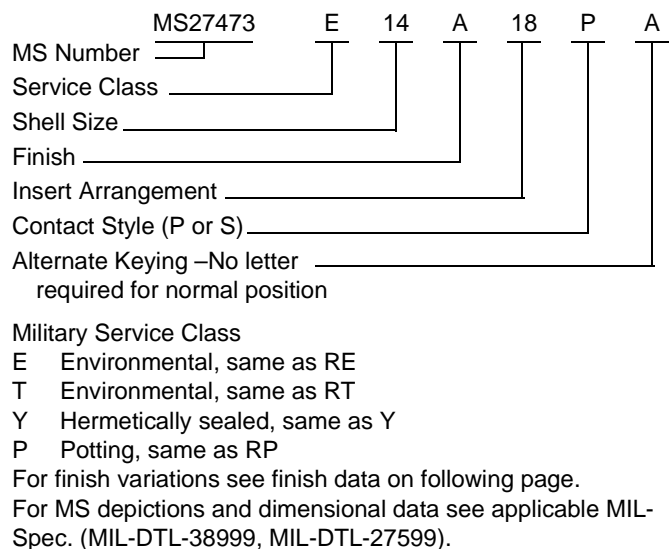 MS27473 E 14 A 18 P A
MS Number
Service Class
Shell Size
Finish
Insert Arrangement
Contact Style (P or S)
Alternate Keying –No letter
required for normal position
Military Service Class
E Environmental, same as RE
T Environmental, same as RT
Y Hermetically sealed, same as Y
P Potting, same as RP
For finish variations see finish data on following page.
For MS depictions and dimensional data see applicable MIL-
Spec. (MIL-DTL-38999, MIL-DTL-27599).